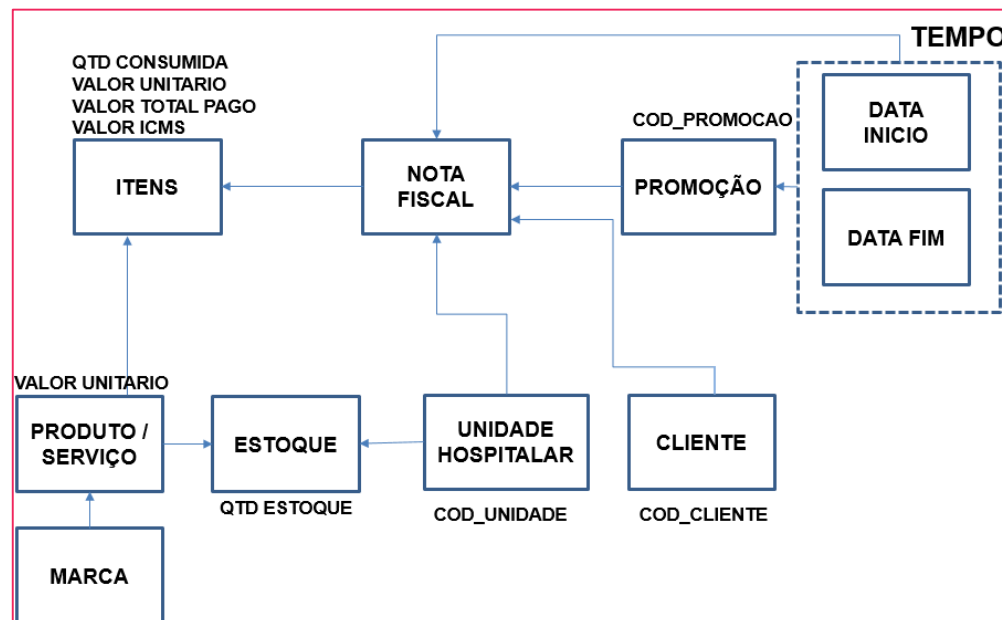 TEMPO
QTD CONSUMIDA
VALOR UNITARIO
VALOR TOTAL PAGO
VALOR ICMS
ITENS
NOTA
FISCAL
COD_PROMOCAO
PROMOÇÃO
DATA
INICIO
DATA FIM
VALOR UNITARIO
PRODUTO /
SERVIÇO
ESTOQUE
QTD ESTOQUE
UNIDADE
HOSPITALAR
COD_UNIDADE
CLIENTE
COD_CLIENTE
MARCA